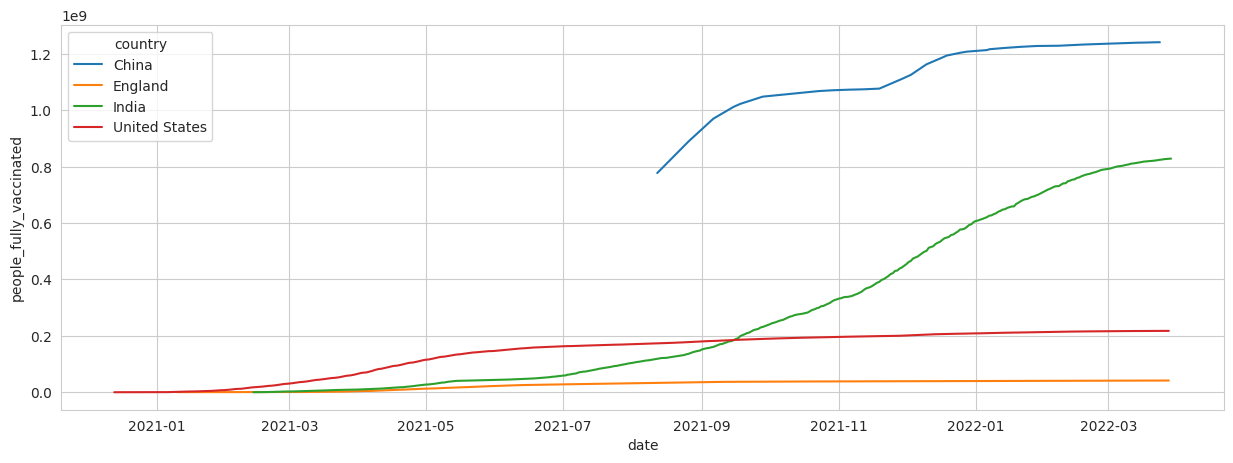 1e9
country
China
England
India
United States
1.2
1.0
0.8
0.6
0.4
0.2
0.0
people_fully_vaccinated
2021-01 2021-03 2021-05 2021-07 2021-09 2021-11 2022-01 2022-03
date